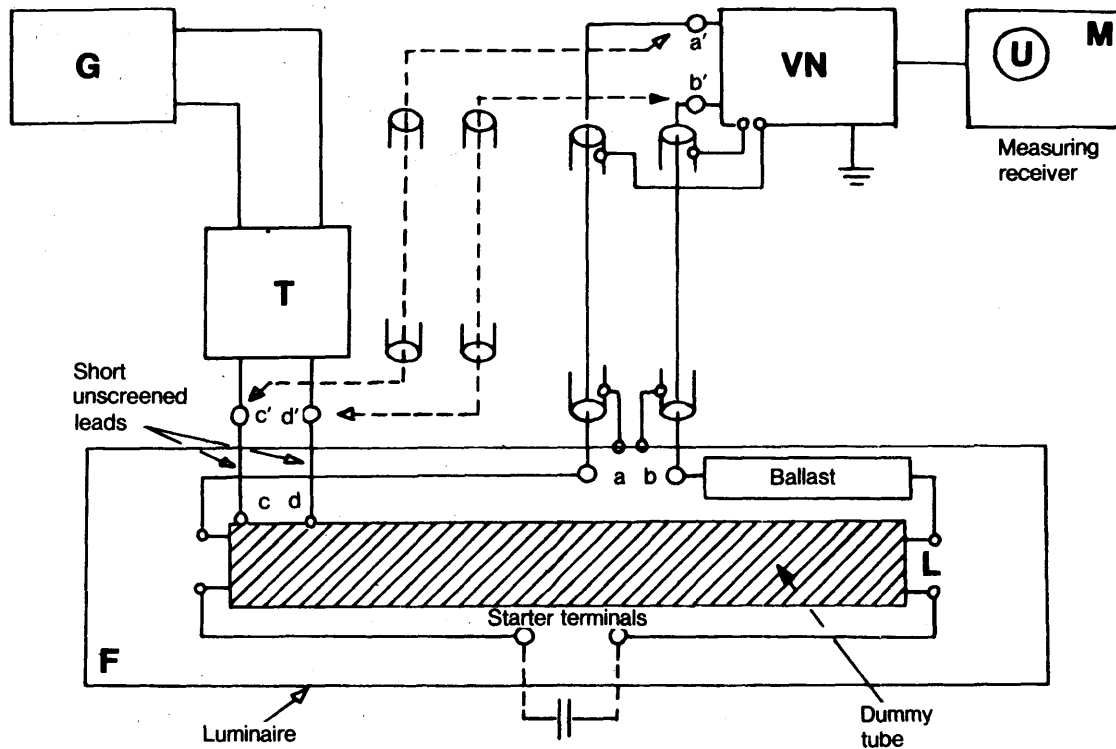 G
a'
VN
U
M
b'
Measuring
receiver
T
Short
unscreened
leads
c' d'
a b
Ballast
c d
L
Starter terminals
F
Luminaire
Dummy
tube